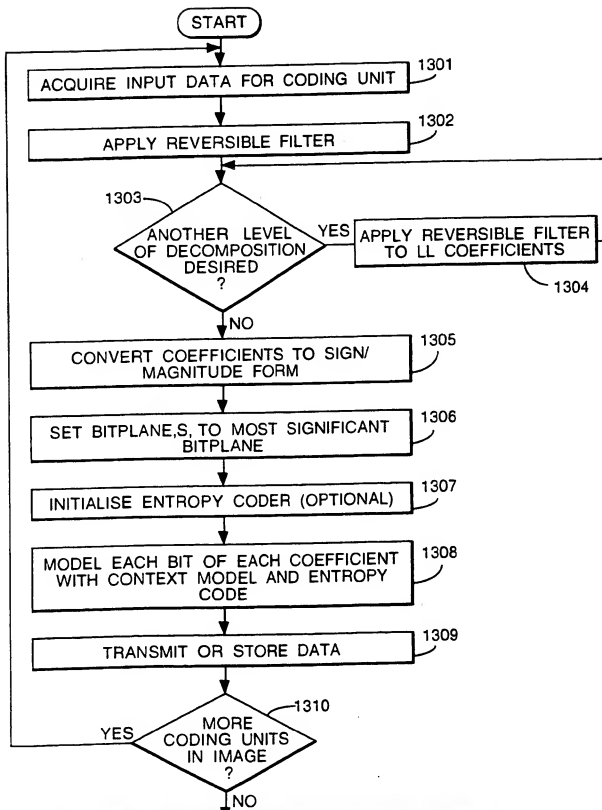 START
ACQUIRE INPUT DATA FOR CODING UNIT
1301
APPLY REVERSIBLE FILTER
1302
1303
ANOTHER LEVEL
OF DECOMPOSITION
DESIRED
?
YES
APPLY REVERSIBLE FILTER
TO LL COEFFICIENTS
1304
NO
CONVERT COEFFICIENTS TO SIGN/
MAGNITUDE FORM
1305
SET BITPLANE,S, TO MOST SIGNIFICANT
BITPLANE
1306
INITIALISE ENTROPY CODER (OPTIONAL)
1307
MODEL EACH BIT OF EACH COEFFICIENT
WITH CONTEXT MODEL AND ENTROPY
CODE
1308
TRANSMIT OR STORE DATA
1309
1310
YES
MORE
CODING UNITS
IN IMAGE
?
NO